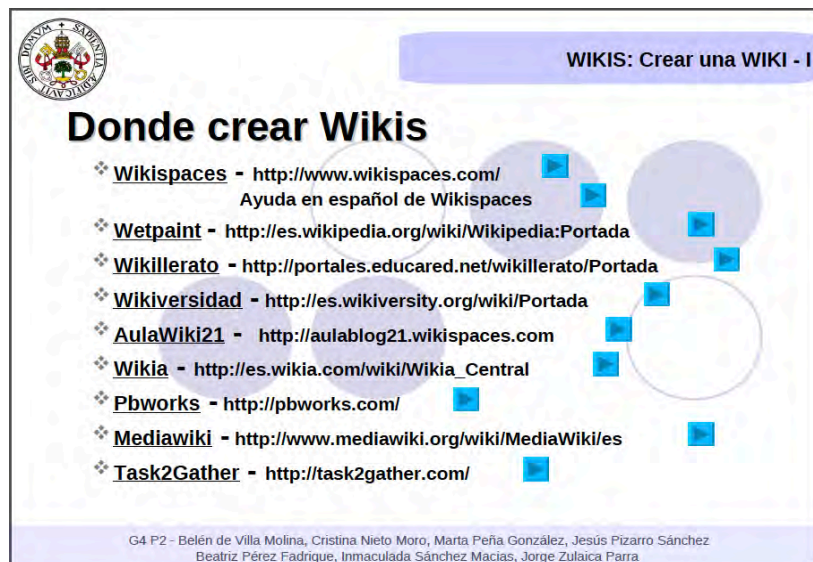 SIBI DOMVM SAPIENTIA ÆDIFICAVIT
WIKIS: Crear una WIKI - I
Donde crear Wikis
Wikispaces - http://www.wikispaces.com/
Ayuda en español de Wikispaces
Wetpaint - http://es.wikipedia.org/wiki/Wikipedia:Portada
Wikillerato - http://portales.educared.net/wikillerato/Portada
Wikiversidad - http://es.wikiversity.org/wiki/Portada
AulaWiki21 - http://aulablog21.wikispaces.com
Wikia - http://es.wikia.com/wiki/Wikia_Central
Pbworks - http://pbworks.com/
Mediawiki - http://www.mediawiki.org/wiki/MediaWiki/es
Task2Gather - http://task2gather.com/
G4 P2 - Belén de Villa Molina, Cristina Nieto Moro, Marta Peña González, Jesús Pizarro Sánchez
Beatriz Pérez Fadrique, Inmaculada Sánchez Macias, Jorge Zulaica Parra